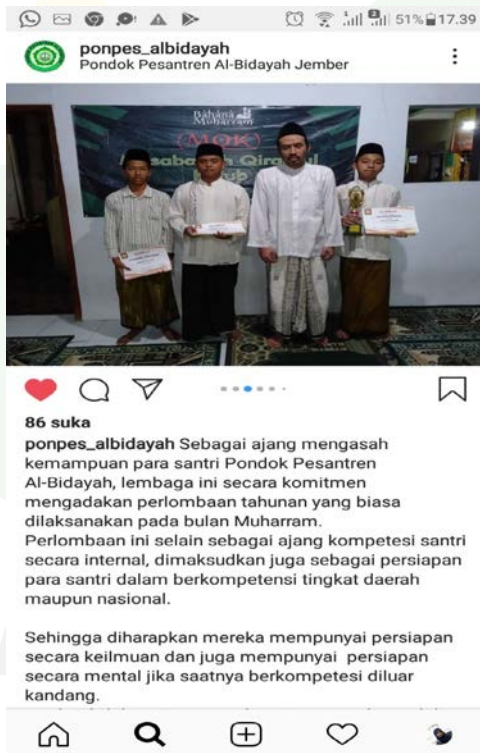 51% 17.39
ponpes_albidayah
Pondok Pesantren Al-Bidayah Jember
Bahana
Muharram
(MQK)
86 suka
ponpes_albidayah Sebagai ajang mengasah
kemampuan para santri Pondok Pesantren
Al-Bidayah, lembaga ini secara komitmen
mengadakan perlombaan tahunan yang biasa
dilaksanakan pada bulan Muharram.
Perlombaan ini selain sebagai ajang kompetesi santri
secara internal, dimaksudkan juga sebagai persiapan
para santri dalam berkompetensi tingkat daerah
maupun nasional.
Sehingga diharapkan mereka mempunyai persiapan
secara keilmuan dan juga mempunyai persiapan
secara mental jika saatnya berkompetesi diluar
kandang.